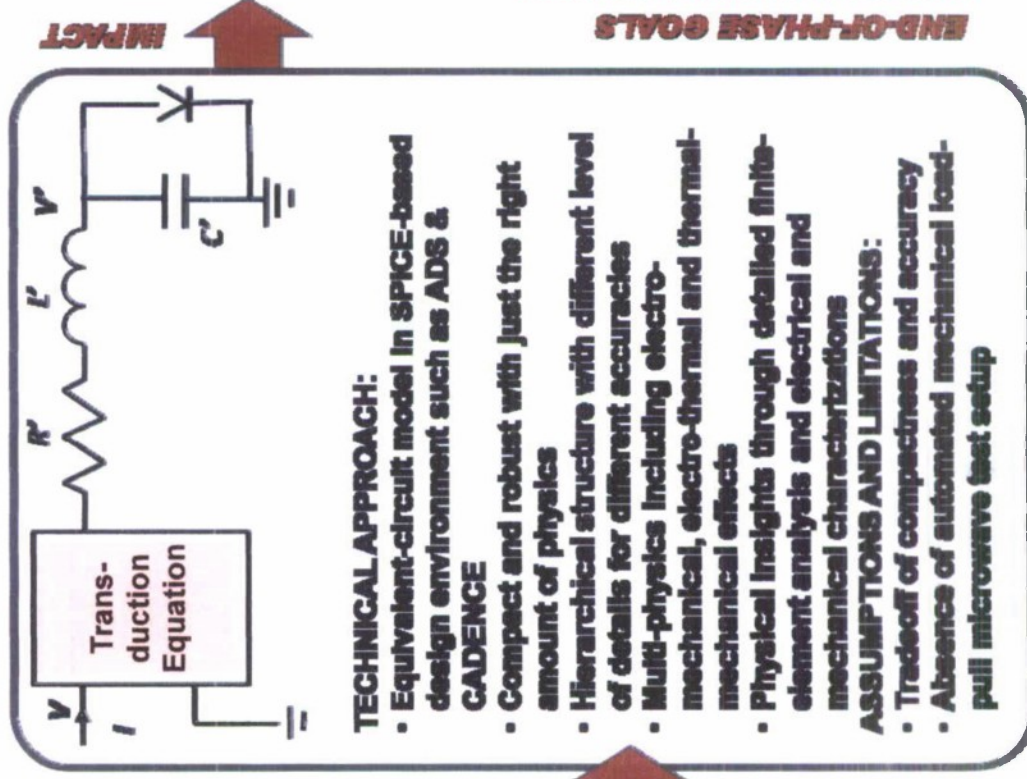 IMPACT
END-OF-PHASE GOALS
V
I
Trans-
duction
Equation
R'
L'
V'
C'
TECHNICAL APPROACH:
• Equivalent-circuit model in SPICE-based
design environment such as ADS &
CADENCE
• Compact and robust with just the right
amount of physics
• Hierarchical structure with different level
of details for different accuracies
• Multi-physics including electro-
mechanical, electro-thermal and thermal-
mechanical effects
• Physical insights through detailed finite-
element analysis and electrical and
mechanical characterizations
ASSUMPTIONS AND LIMITATIONS:
• Tradeoff of compactness and accuracy
• Absence of automated mechanical load-
pull microwave test setup